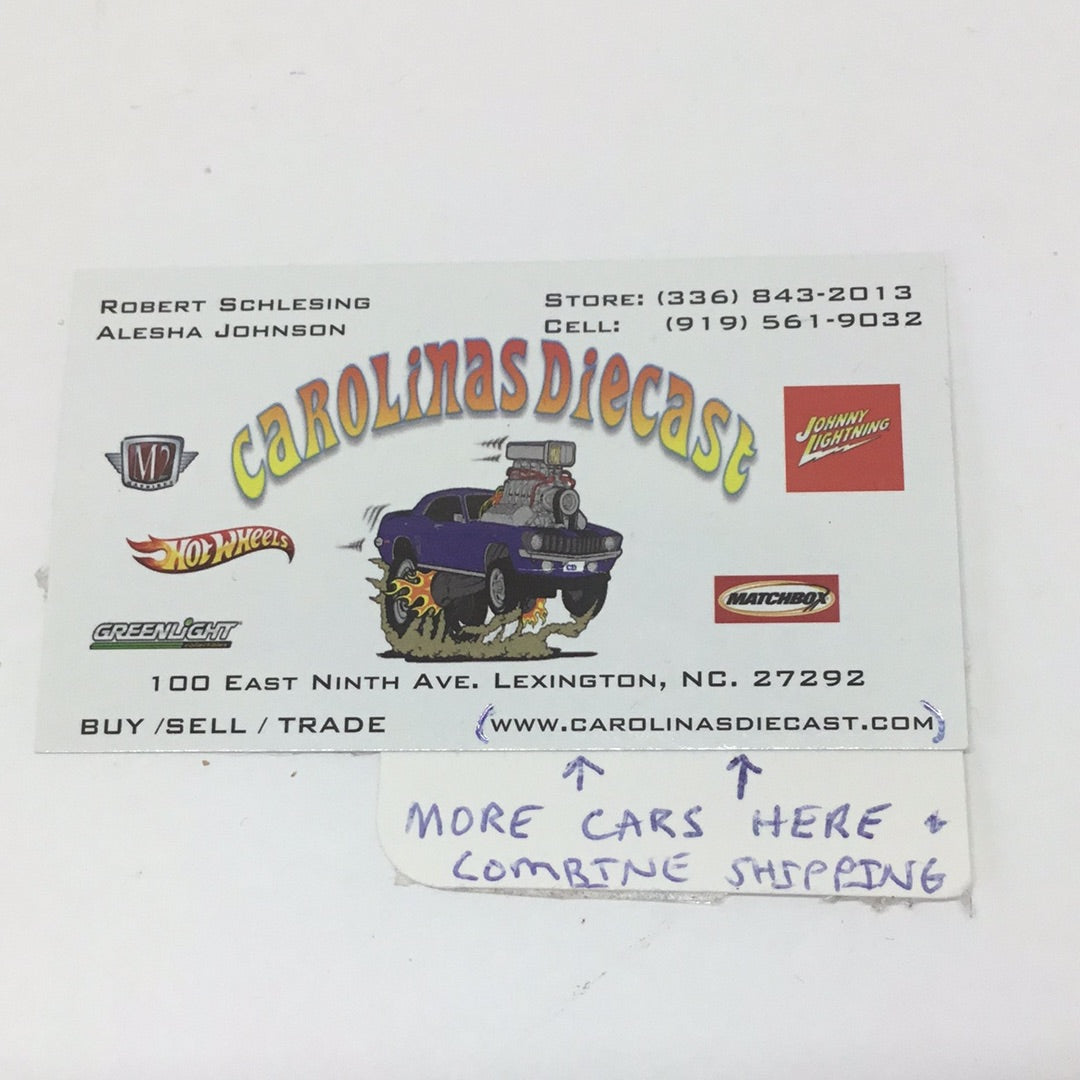 ROBERT SCHLESING
ALESHA JOHNSON
STORE: (336) 843-2013
CELL: (919) 561-9032
CAROLINAS DIECAST
M2
JOHNNY
LIGHTNING
HOT WHEELS
MATCHBOX
GREENLIGHT
100 EAST NINTH AVE. LEXINGTON, NC. 27292
BUY /SELL / TRADE
(WWW.CAROLINASDIECAST.COM)
↑ ↑
MORE CARS HERE +
COMBINE SHIPPING